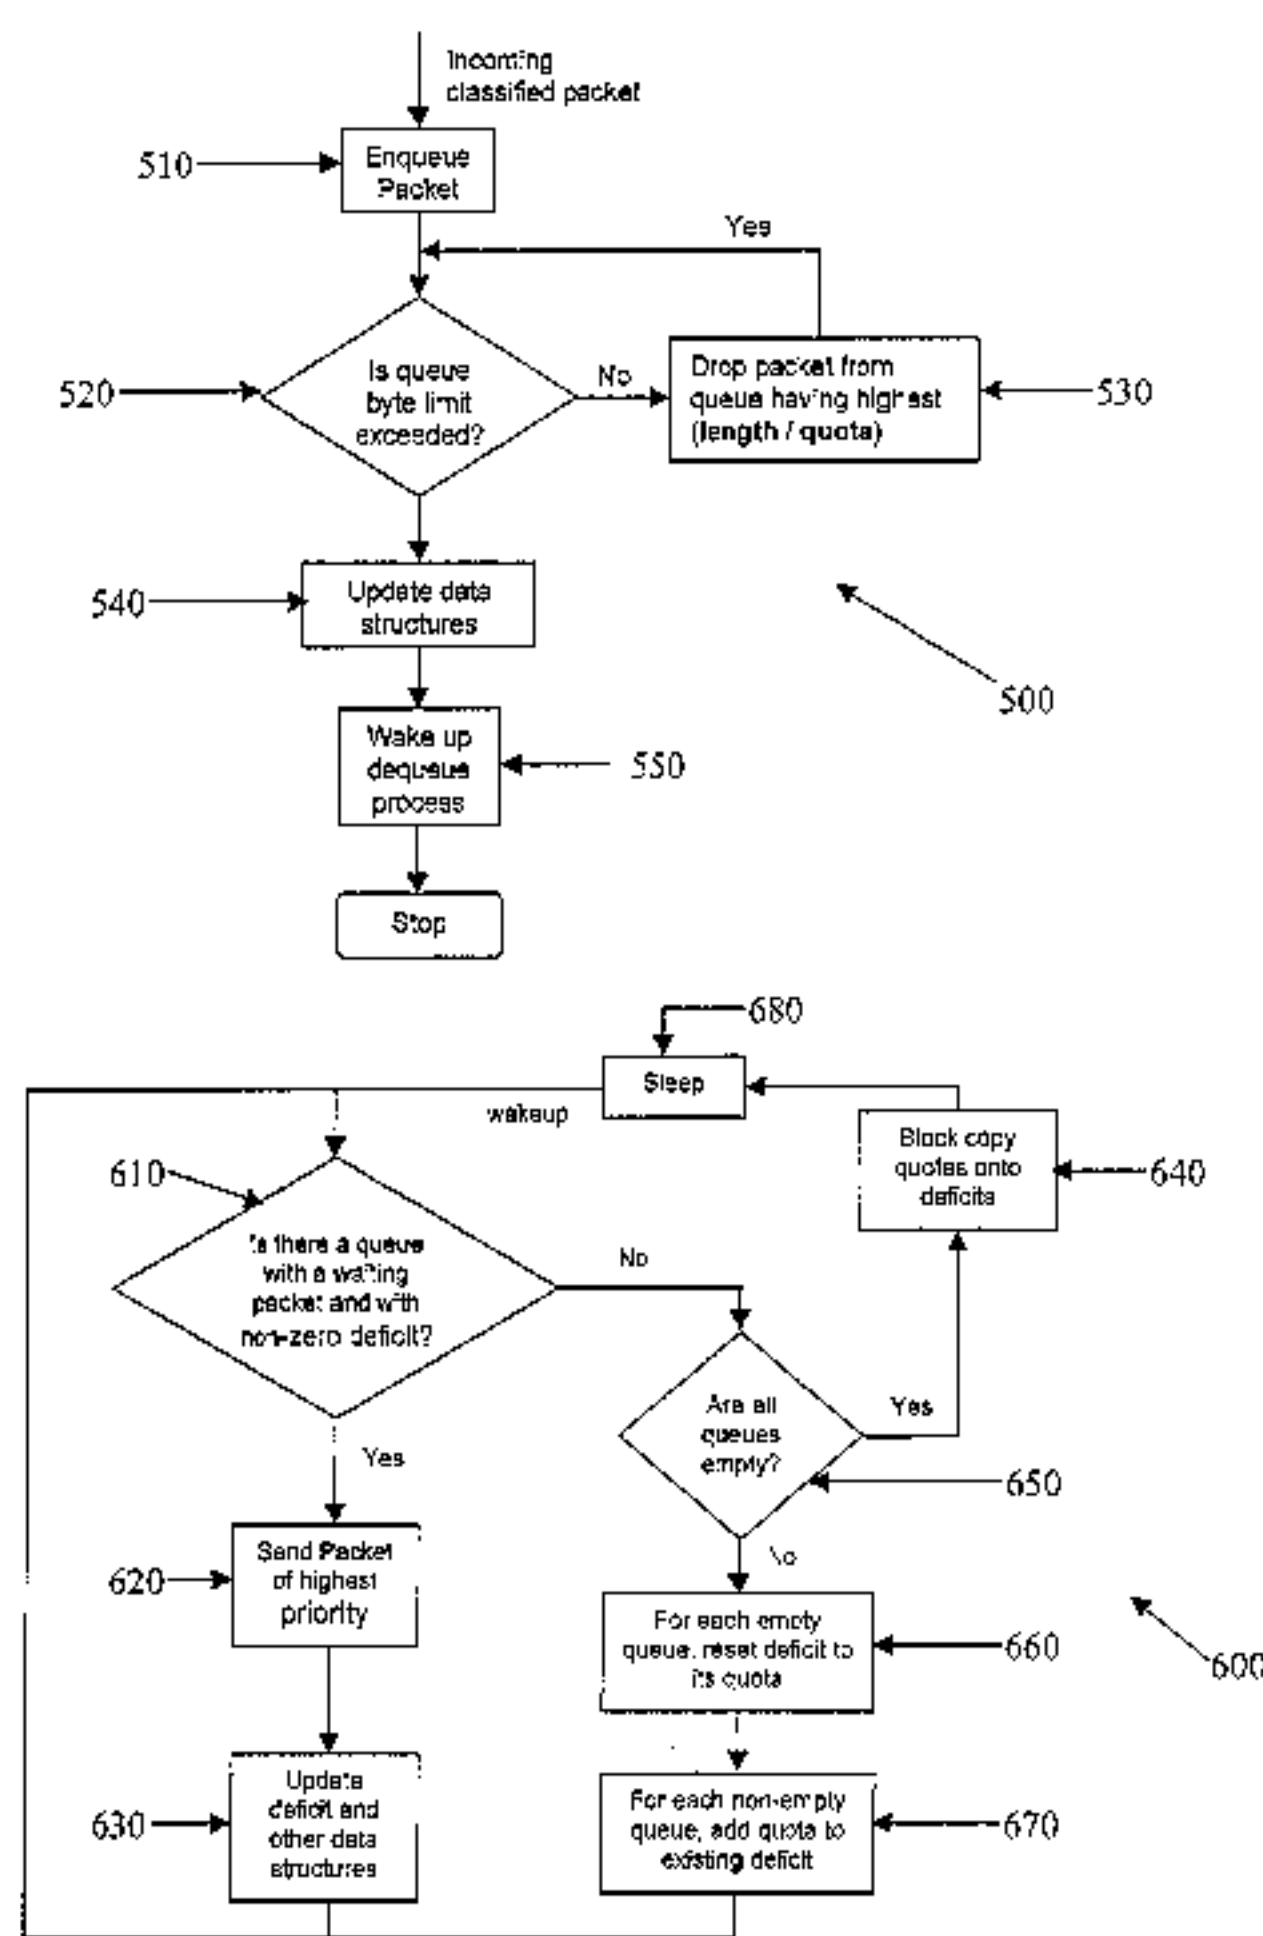 Incoming
classified packet
510
Enqueue
Packet
Yes
520
Is queue
byte limit
exceeded?
No
Drop packet from
queue having highest
(length / quota)
530
540
Update data
structures
500
Wake up
dequeue
process
550
Stop
680
Sleep
wakeup
Block copy
quotas onto
deficits
640
610
Is there a queue
with a waiting
packet and with
non-zero deficit?
No
Are all
queues
empty?
Yes
650
Yes
No
620
Send Packet
of highest
priority
For each empty
queue, reset deficit to
its quota
660
600
630
Update
deficit and
other data
structures
For each non-empty
queue, add quota to
existing deficit
670